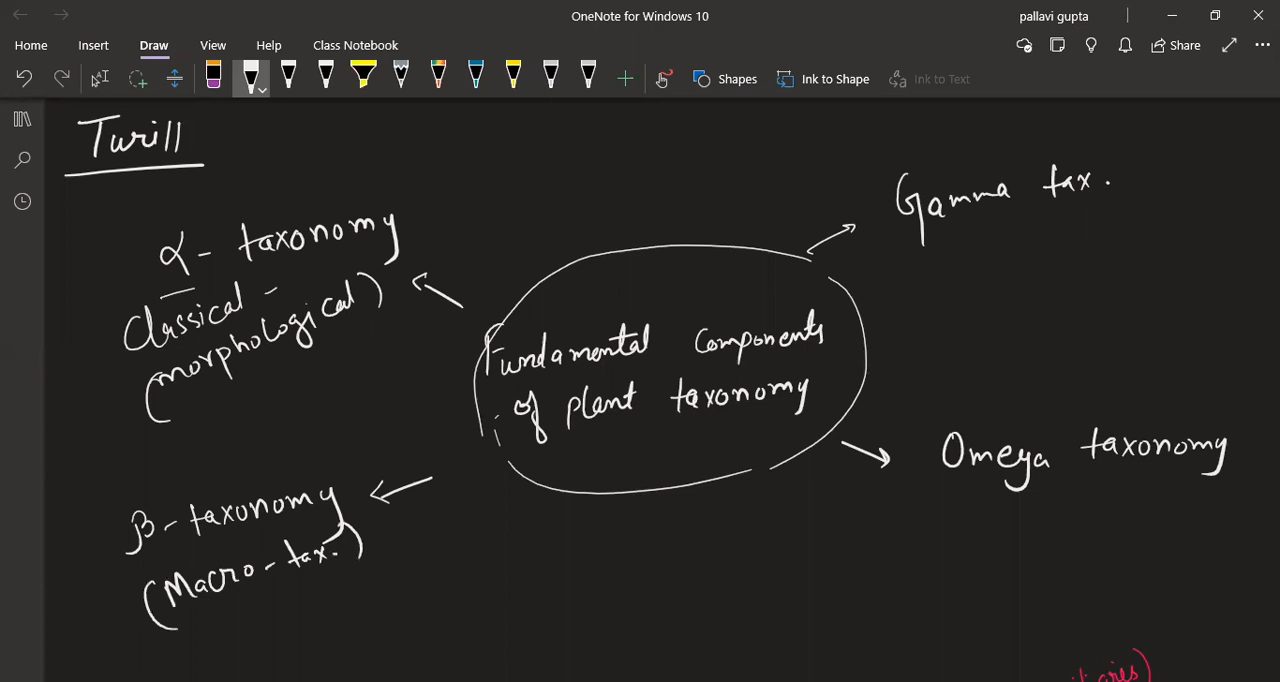 OneNote for Windows 10
pallavi gupta
Home Insert Draw View Help Class Notebook
Share
Shapes Ink to Shape Ink to Text
Turill
Gamma tax.
α- taxonomy
Classical -
(morphological)
Fundamental components
of plant taxonomy
Omega taxonomy
β- taxonomy
(Macro-tax.)